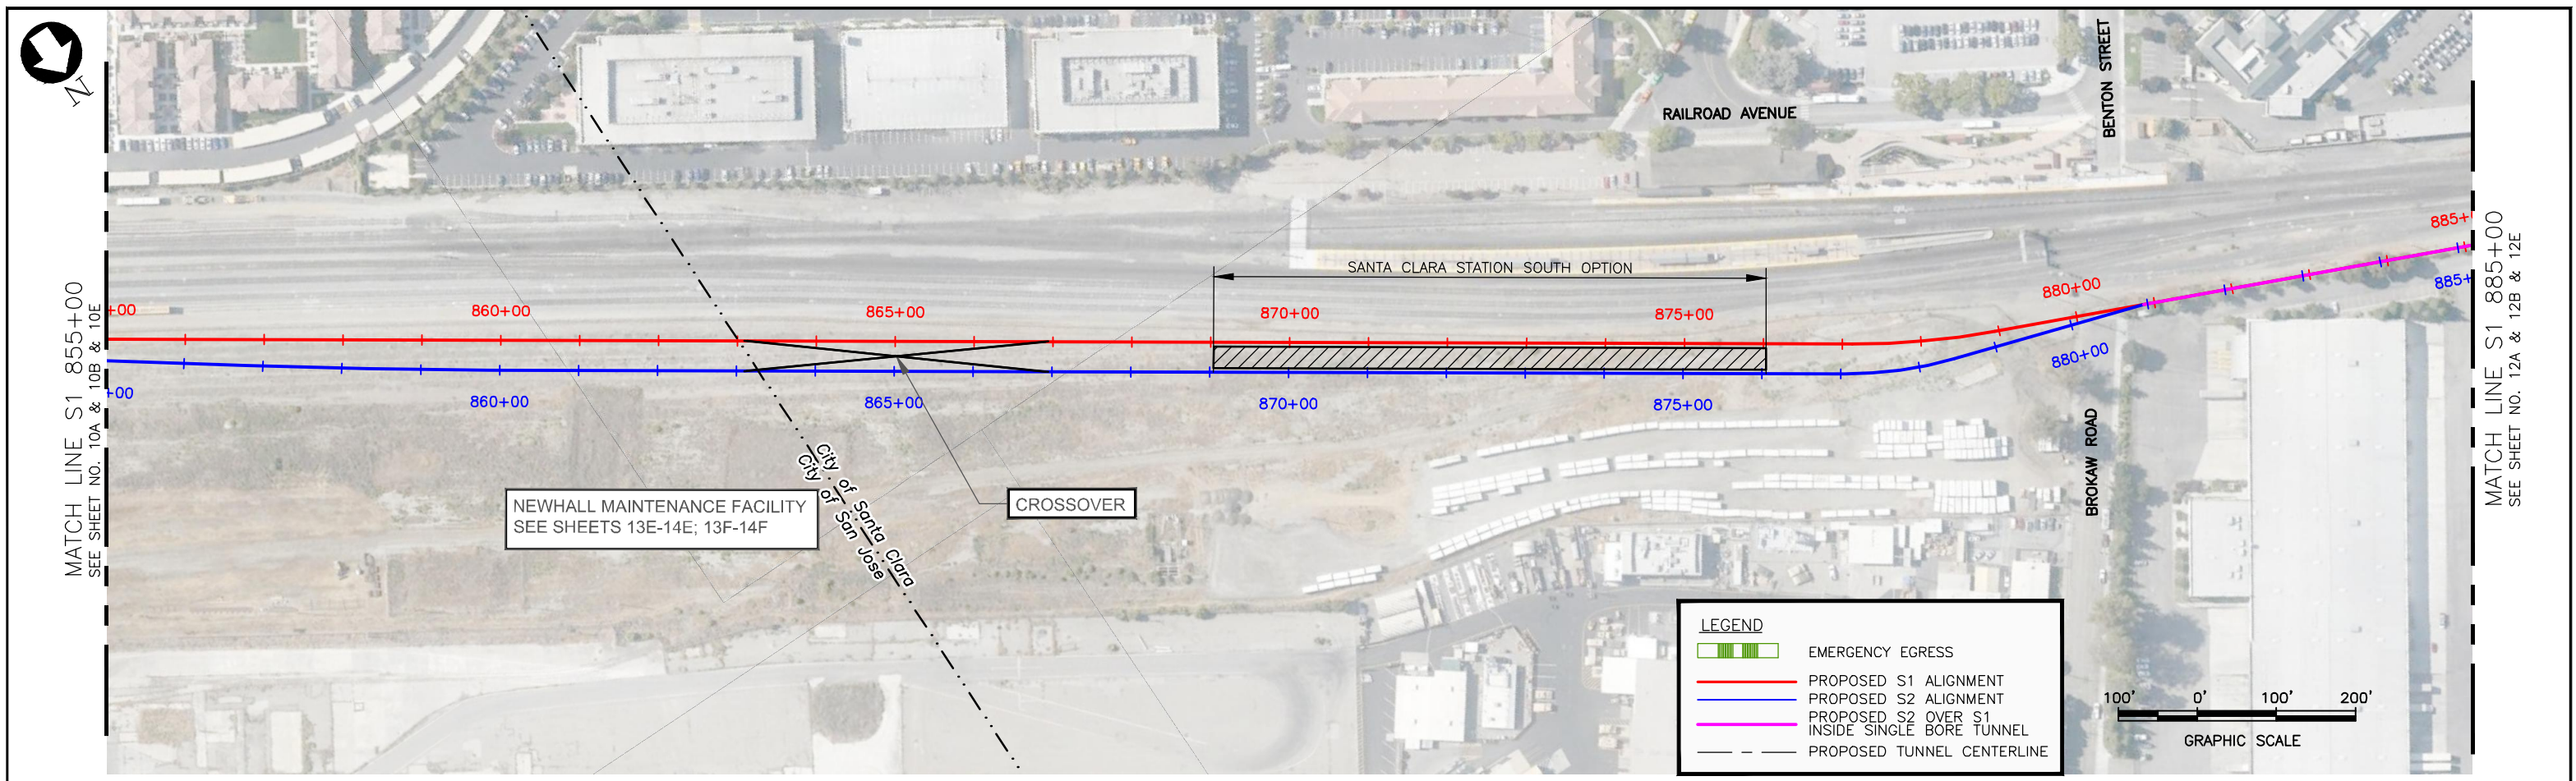 N
RAILROAD AVENUE
BENTON STREET
SANTA CLARA STATION SOUTH OPTION
MATCH LINE S1 855+00
SEE SHEET NO. 10A & 10B & 10E
+00
860+00
865+00
870+00
875+00
880+00
885+
+00
860+00
865+00
870+00
875+00
880+00
885+
MATCH LINE S1 885+00
SEE SHEET NO. 12A & 12B & 12E
City of Santa Clara
City of San Jose
NEWHALL MAINTENANCE FACILITY
SEE SHEETS 13E-14E; 13F-14F
CROSSOVER
BROKAW ROAD
LEGEND
EMERGENCY EGRESS
PROPOSED S1 ALIGNMENT
PROPOSED S2 ALIGNMENT
PROPOSED S2 OVER S1
INSIDE SINGLE BORE TUNNEL
PROPOSED TUNNEL CENTERLINE
100' 0' 100' 200'
GRAPHIC SCALE